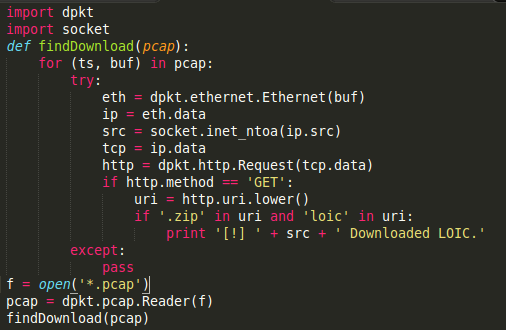 import dpkt
import socket
def findDownload(pcap):
    for (ts, buf) in pcap:
        try:
            eth = dpkt.ethernet.Ethernet(buf)
            ip = eth.data
            src = socket.inet_ntoa(ip.src)
            tcp = ip.data
            http = dpkt.http.Request(tcp.data)
            if http.method == 'GET':
                uri = http.uri.lower()
                if '.zip' in uri and 'loic' in uri:
                    print '[!] ' + src + ' Downloaded LOIC.'
        except:
            pass
f = open('*.pcap')
pcap = dpkt.pcap.Reader(f)
findDownload(pcap)